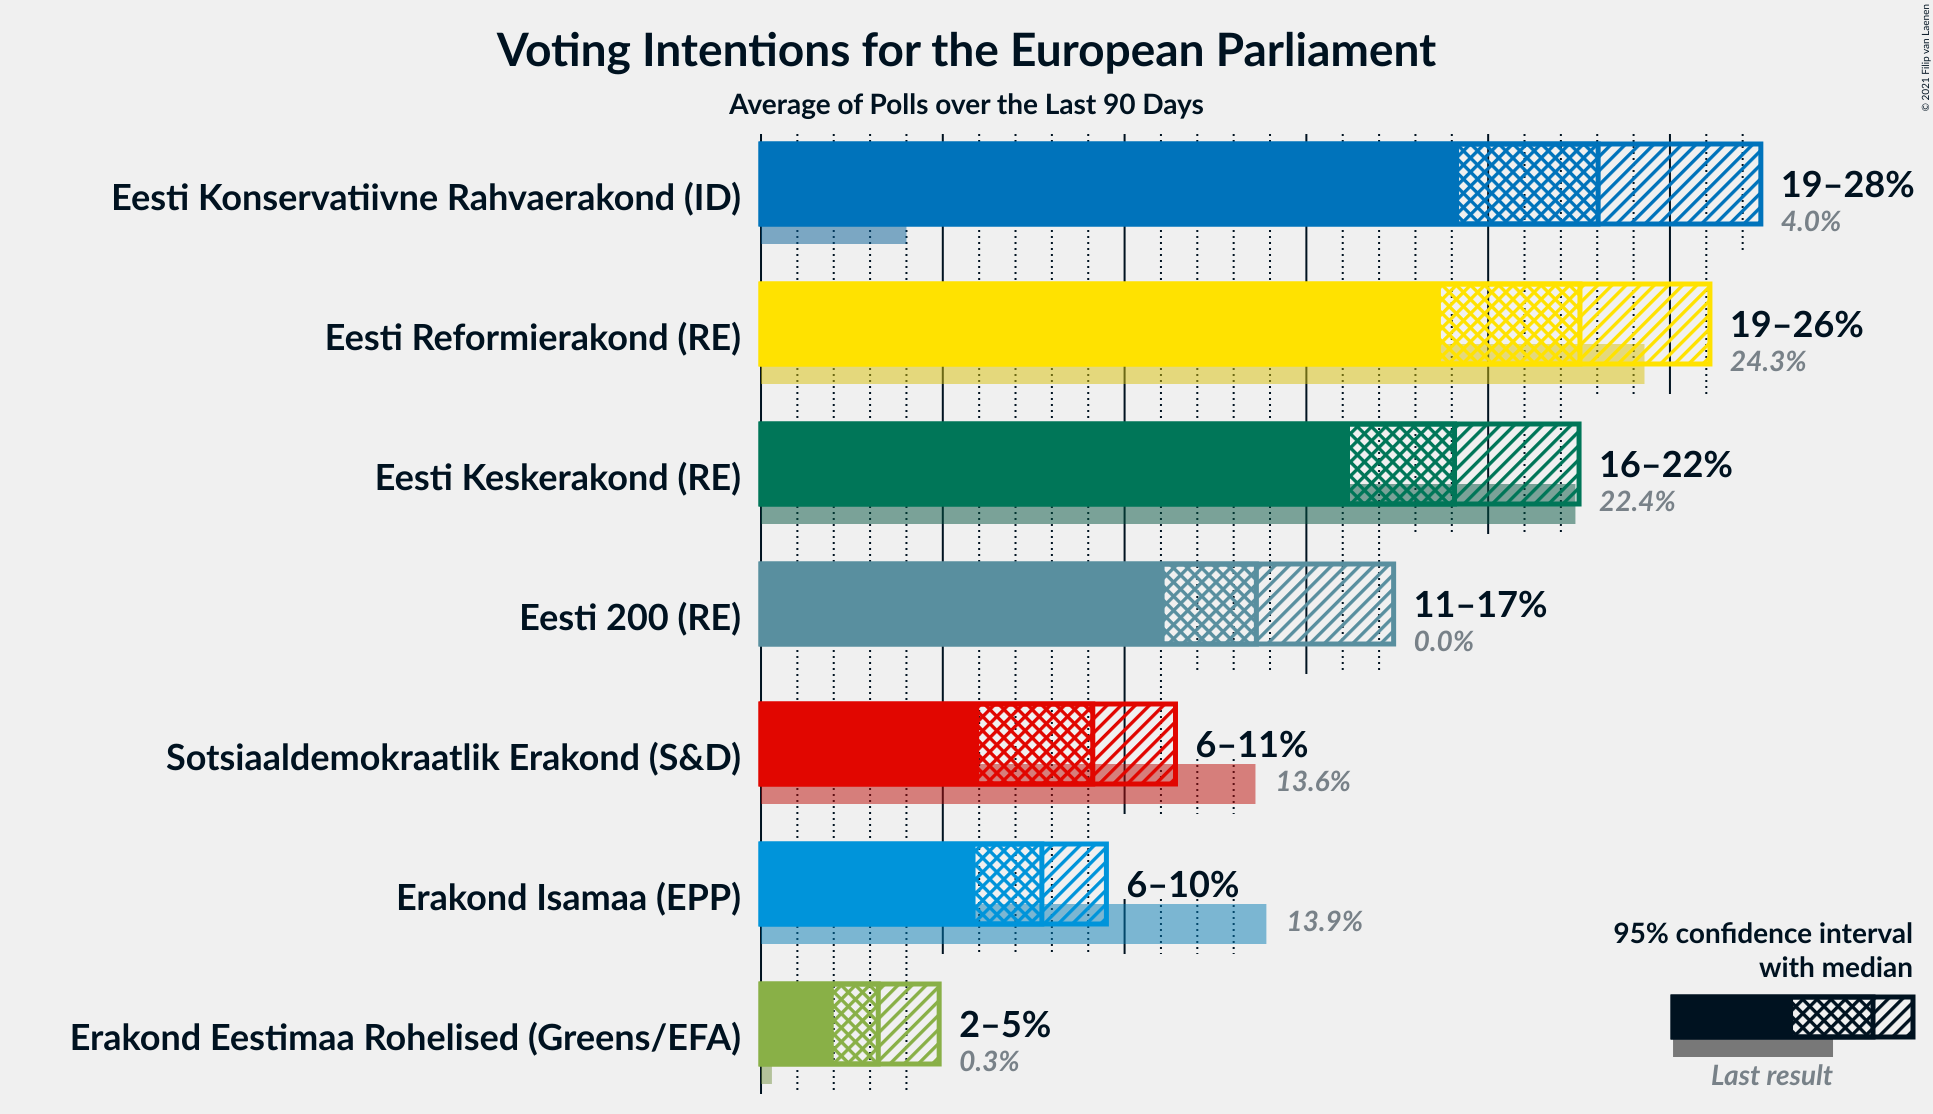 Voting Intentions for the European Parliament
Average of Polls over the Last 90 Days
© 2021 Filip van Laenen
Eesti Konservatiivne Rahvaerakond (ID)
19–28%
4.0%
Eesti Reformierakond (RE)
19–26%
24.3%
Eesti Keskerakond (RE)
16–22%
22.4%
Eesti 200 (RE)
11–17%
0.0%
Sotsiaaldemokraatlik Erakond (S&D)
6–11%
13.6%
Erakond Isamaa (EPP)
6–10%
13.9%
Erakond Eestimaa Rohelised (Greens/EFA)
2–5%
0.3%
95% confidence interval
with median
Last result